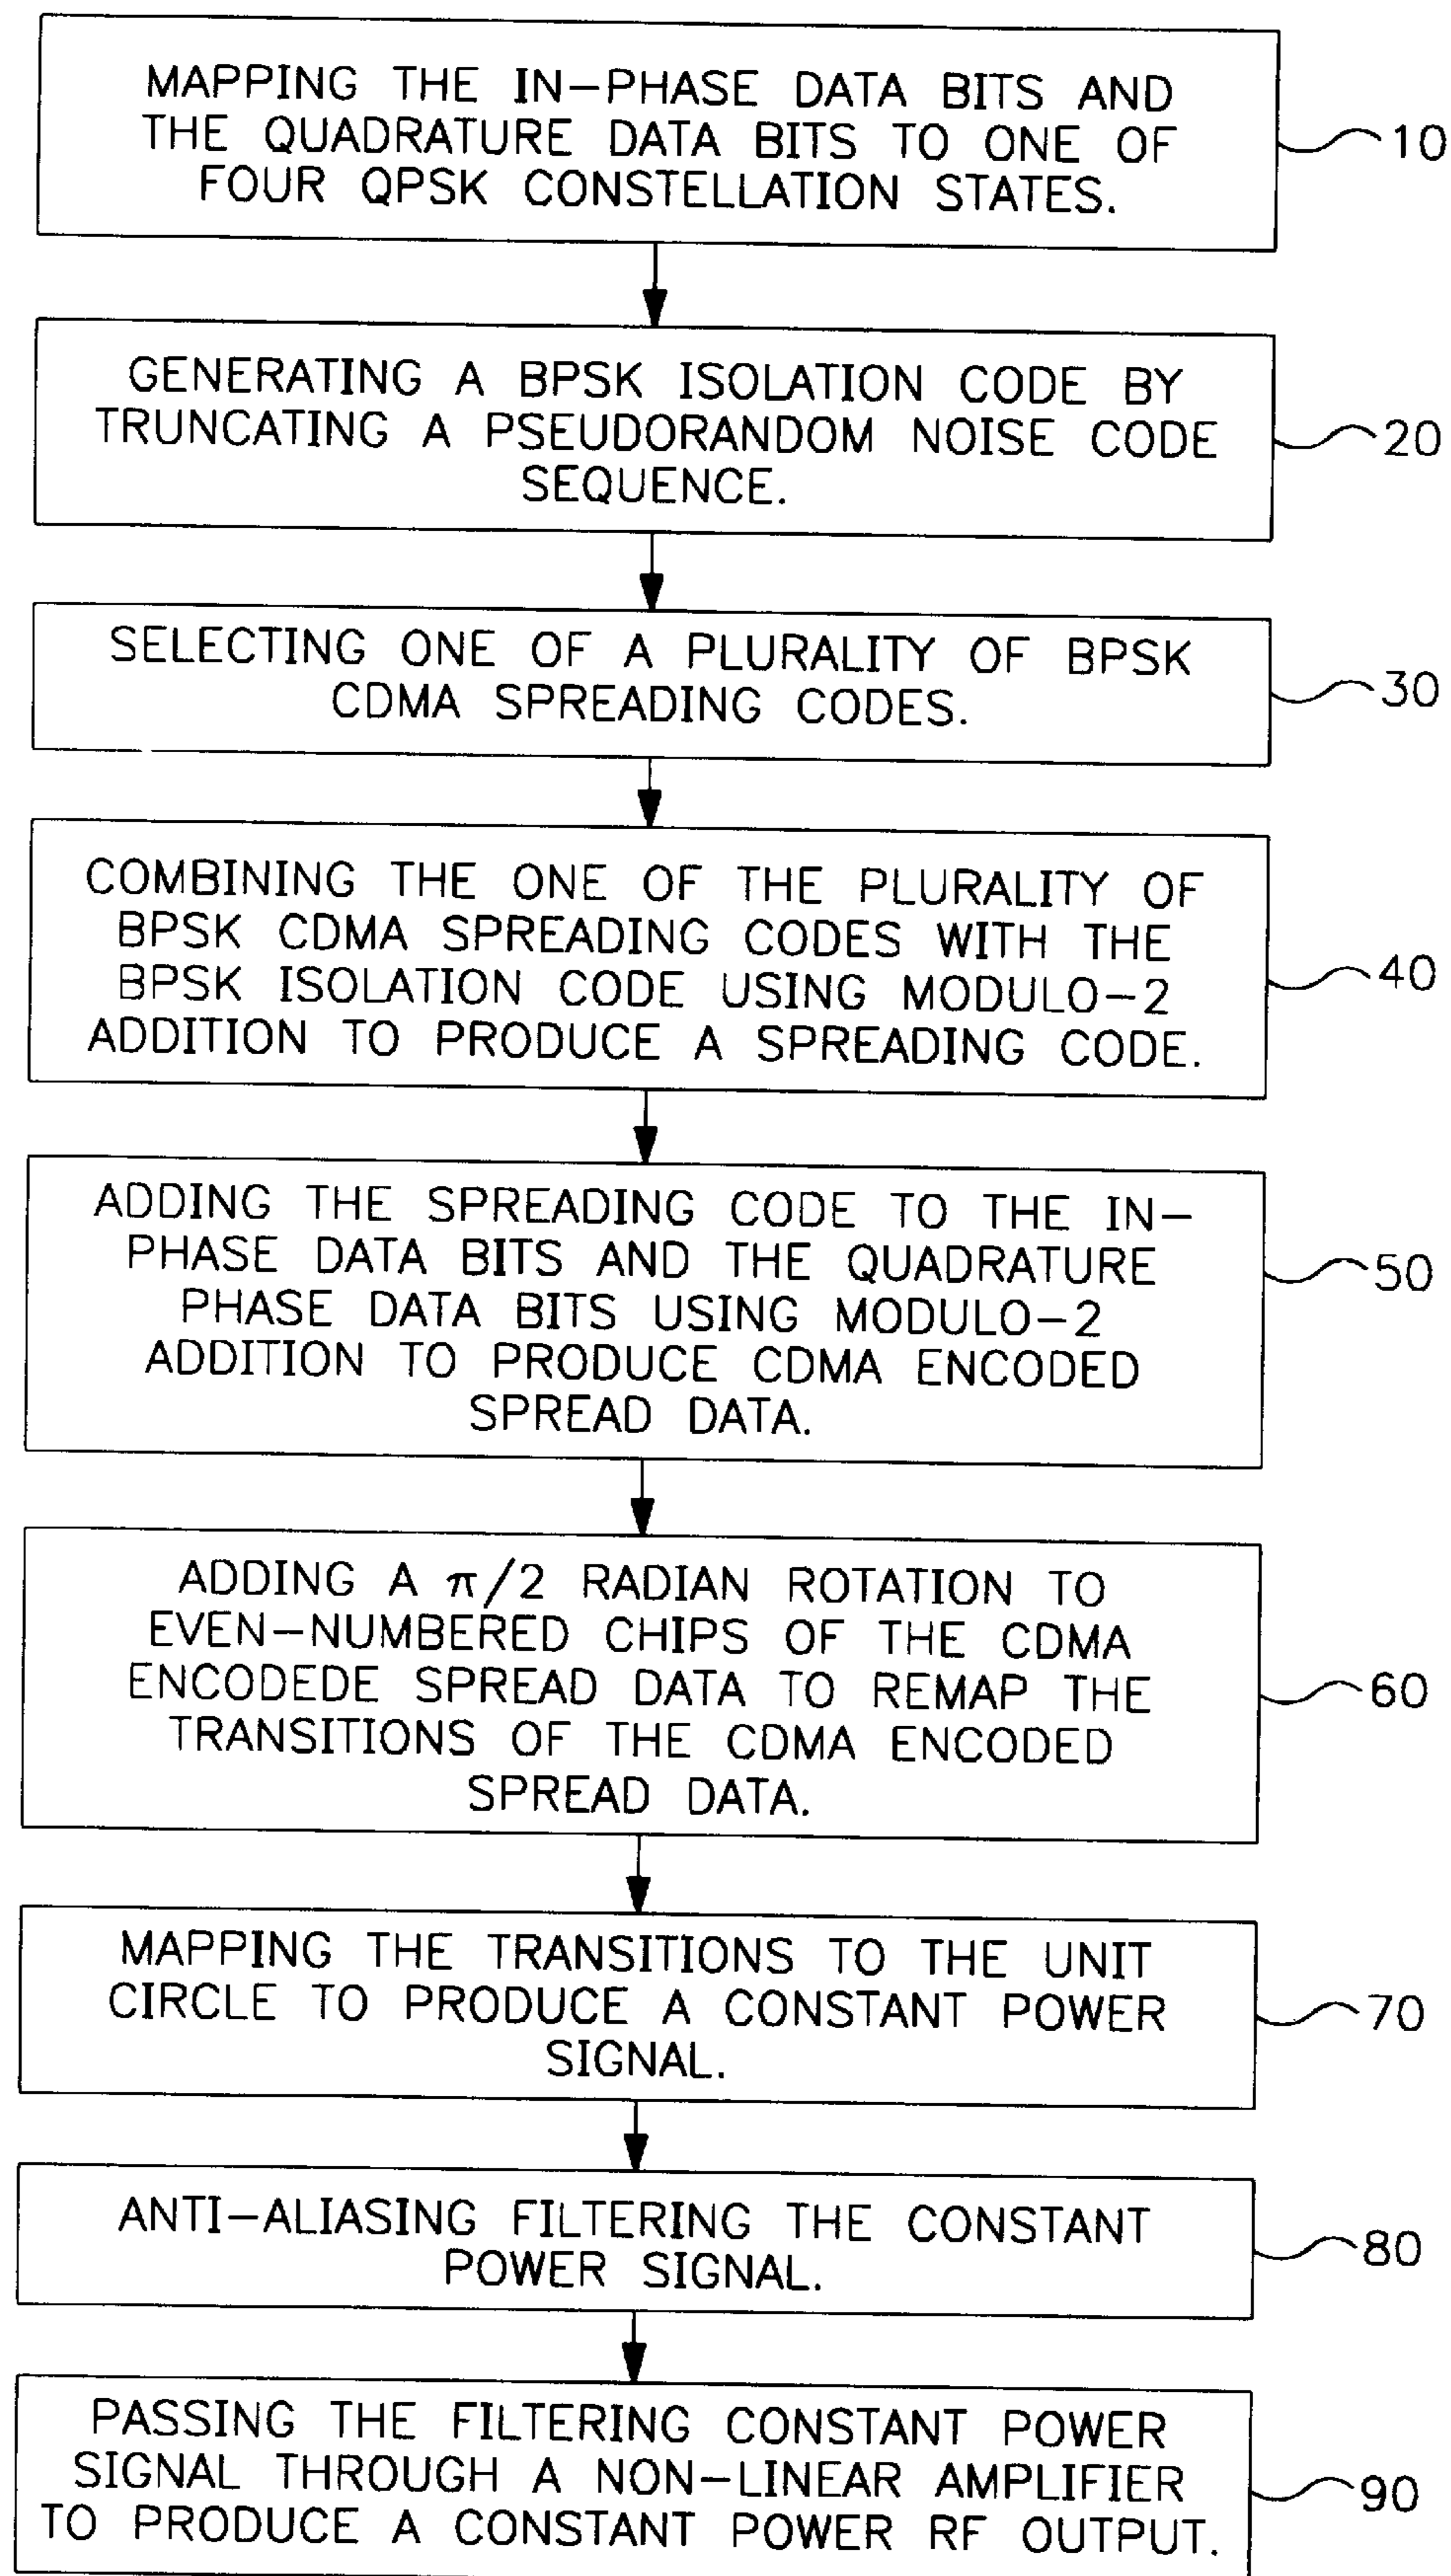 MAPPING THE IN-PHASE DATA BITS AND
THE QUADRATURE DATA BITS TO ONE OF
FOUR QPSK CONSTELLATION STATES.
10
GENERATING A BPSK ISOLATION CODE BY
TRUNCATING A PSEUDORANDOM NOISE CODE
SEQUENCE.
20
SELECTING ONE OF A PLURALITY OF BPSK
CDMA SPREADING CODES.
30
COMBINING THE ONE OF THE PLURALITY OF
BPSK CDMA SPREADING CODES WITH THE
BPSK ISOLATION CODE USING MODULO-2
ADDITION TO PRODUCE A SPREADING CODE.
40
ADDING THE SPREADING CODE TO THE IN-
PHASE DATA BITS AND THE QUADRATURE
PHASE DATA BITS USING MODULO-2
ADDITION TO PRODUCE CDMA ENCODED
SPREAD DATA.
50
ADDING A π/2 RADIAN ROTATION TO
EVEN-NUMBERED CHIPS OF THE CDMA
ENCODEDE SPREAD DATA TO REMAP THE
TRANSITIONS OF THE CDMA ENCODED
SPREAD DATA.
60
MAPPING THE TRANSITIONS TO THE UNIT
CIRCLE TO PRODUCE A CONSTANT POWER
SIGNAL.
70
ANTI-ALIASING FILTERING THE CONSTANT
POWER SIGNAL.
80
PASSING THE FILTERING CONSTANT POWER
SIGNAL THROUGH A NON-LINEAR AMPLIFIER
TO PRODUCE A CONSTANT POWER RF OUTPUT.
90